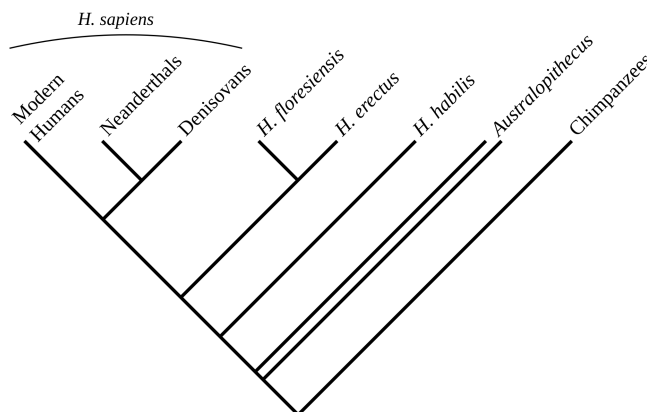 H. sapiens
Modern
Humans
Neanderthals
Denisovans
H. floresiensis
H. erectus
H. habilis
Australopithecus
Chimpanzees